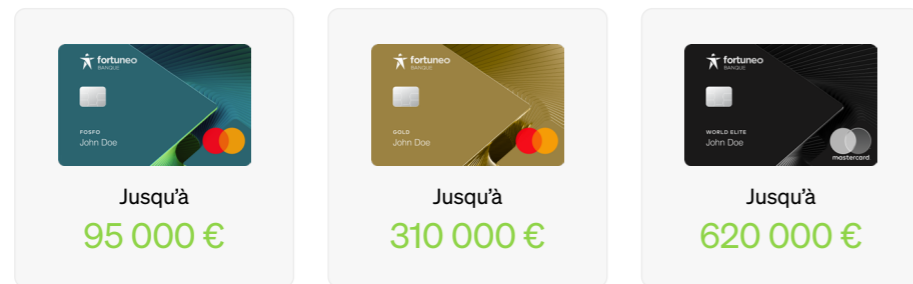 fortuneo
BANQUE
FOSFO
John Doe
Jusqu'à
95 000 €
fortuneo
BANQUE
GOLD
John Doe
Jusqu'à
310 000 €
fortuneo
BANQUE
WORLD ELITE
John Doe
mastercard
Jusqu'à
620 000 €